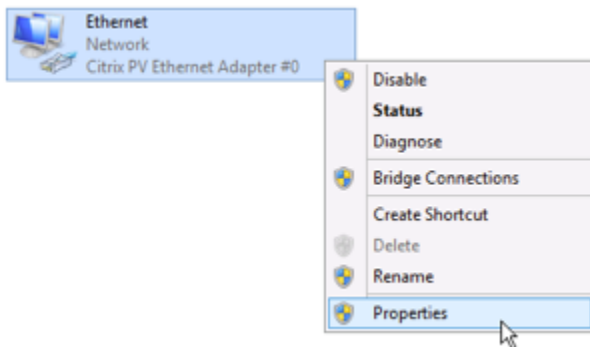 Ethernet
Network
Citrix PV Ethernet Adapter #0
Disable
Status
Diagnose
Bridge Connections
Create Shortcut
Delete
Rename
Properties